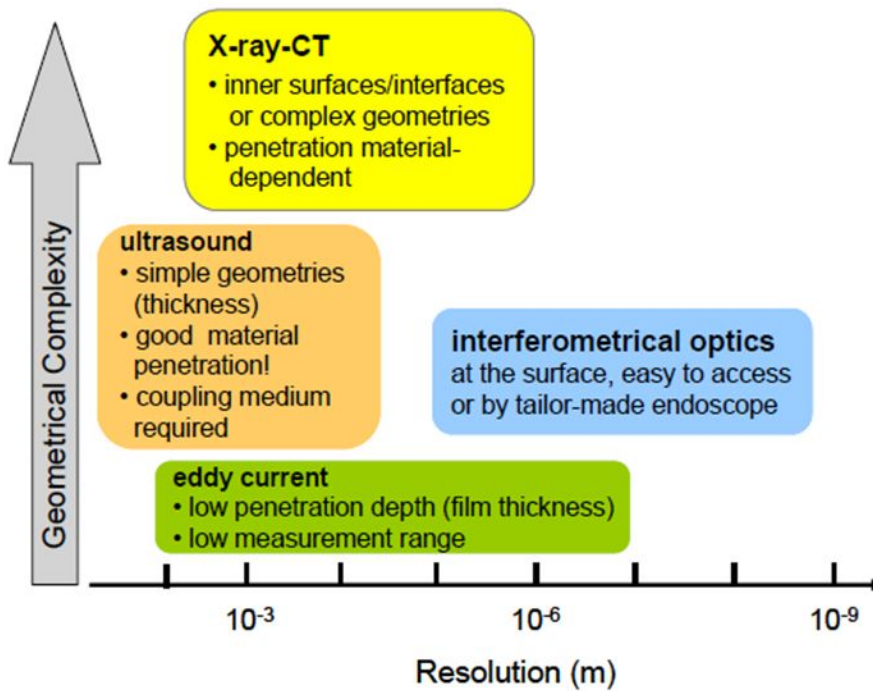 X-ray-CT
• inner surfaces/interfaces
or complex geometries
• penetration material-
dependent
ultrasound
• simple geometries
(thickness)
• good material
penetration!
• coupling medium
required
interferometrical optics
at the surface, easy to access
or by tailor-made endoscope
eddy current
• low penetration depth (film thickness)
• low measurement range
Geometrical Complexity
10⁻³ 10⁻⁶ 10⁻⁹
Resolution (m)